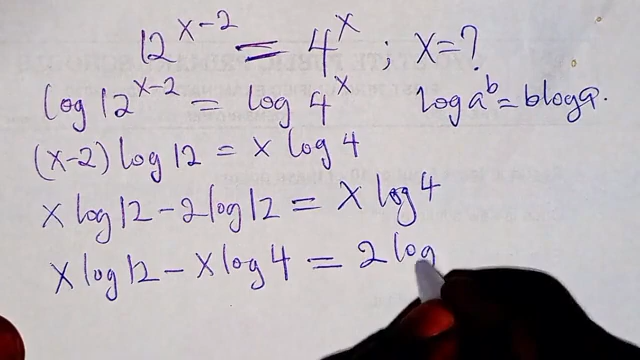 12^(x-2) = 4^x ; x=?
log 12^(x-2) = log 4^x log a^b = b log a.
(x-2) log 12 = x log 4
x log 12 - 2 log 12 = x log 4
x log 12 - x log 4 = 2 log